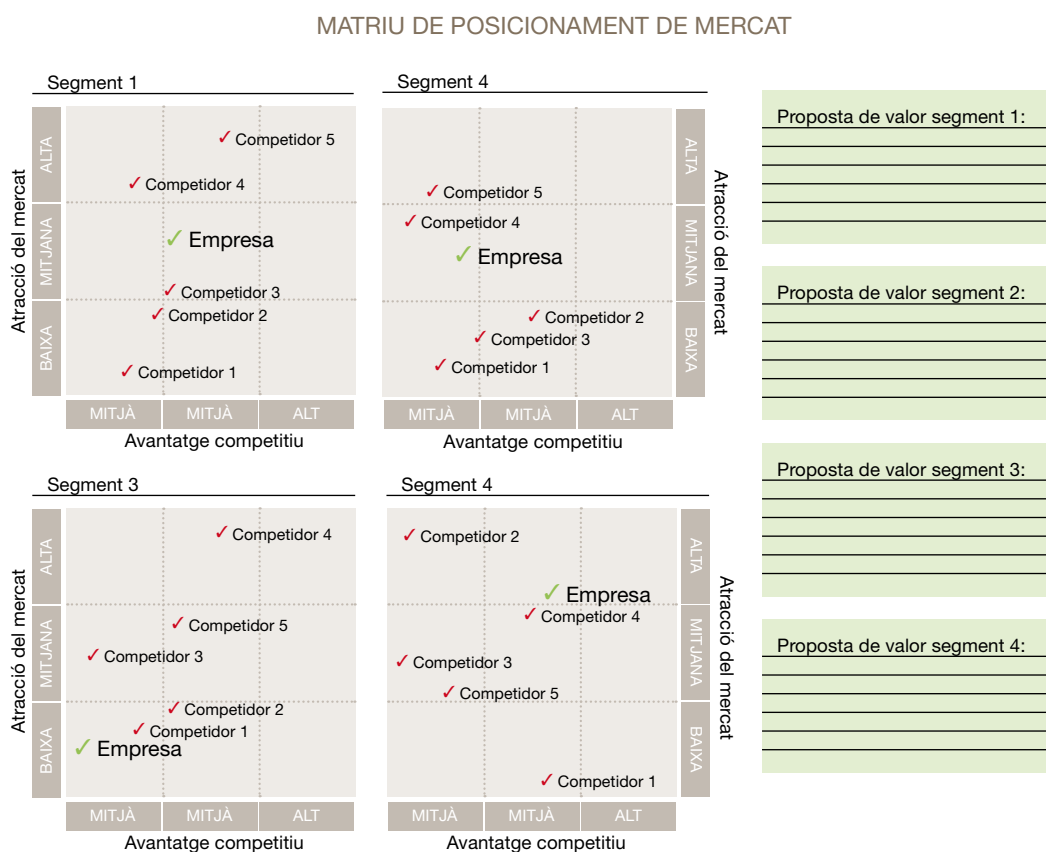 MATRIU DE POSICIONAMENT DE MERCAT
Segment 1
Atracció del mercat
ALTA
MITJANA
BAIXA
Competidor 5
Competidor 4
Empresa
Competidor 3
Competidor 2
Competidor 1
MITJÀ MITJÀ ALT
Avantatge competitiu
Segment 4
Competidor 5
Competidor 4
Empresa
Competidor 2
Competidor 3
Competidor 1
ALTA
MITJANA
BAIXA
Atracció del mercat
MITJÀ MITJÀ ALT
Avantatge competitiu
Segment 3
Atracció del mercat
ALTA
MITJANA
BAIXA
Competidor 4
Competidor 5
Competidor 3
Competidor 2
Competidor 1
Empresa
MITJÀ MITJÀ ALT
Avantatge competitiu
Segment 4
Competidor 2
Empresa
Competidor 4
Competidor 3
Competidor 5
Competidor 1
ALTA
MITJANA
BAIXA
Atracció del mercat
MITJÀ MITJÀ ALT
Avantatge competitiu
Proposta de valor segment 1:
Proposta de valor segment 2:
Proposta de valor segment 3:
Proposta de valor segment 4: